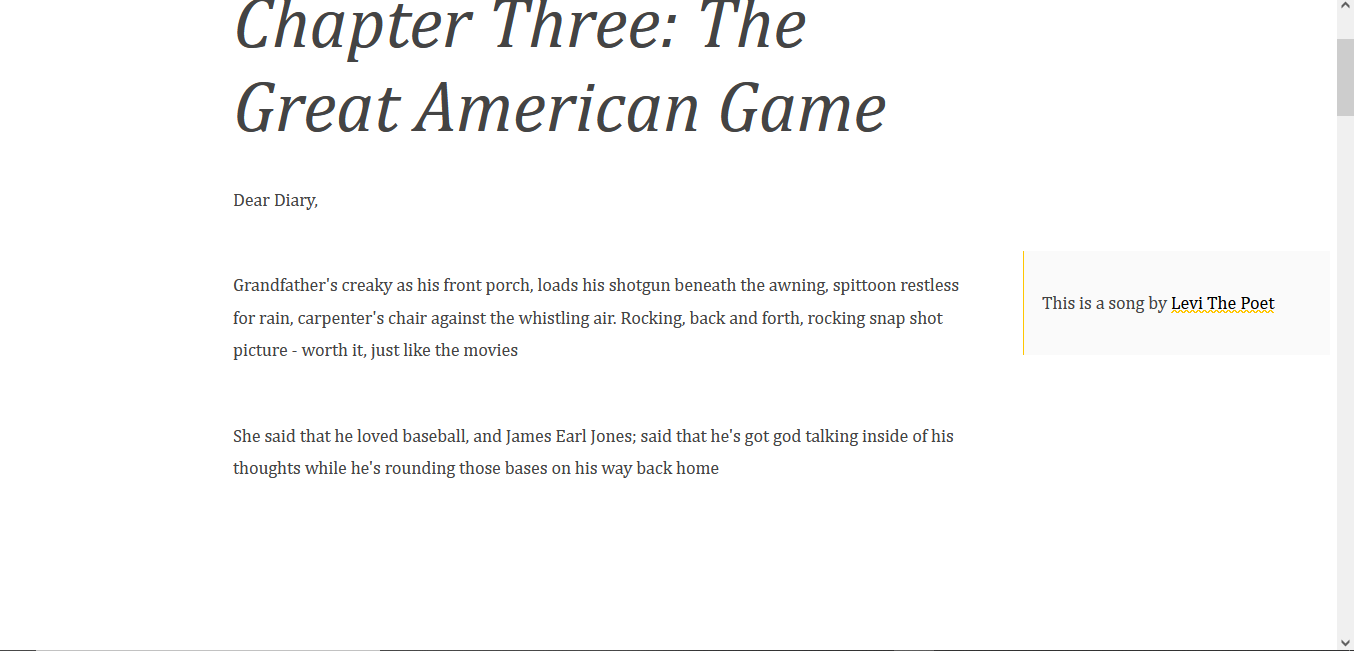 Chapter Three: The
Great American Game
Dear Diary,
Grandfather's creaky as his front porch, loads his shotgun beneath the awning, spittoon restless
for rain, carpenter's chair against the whistling air. Rocking, back and forth, rocking snap shot
picture - worth it, just like the movies
This is a song by Levi The Poet
She said that he loved baseball, and James Earl Jones; said that he's got god talking inside of his
thoughts while he's rounding those bases on his way back home